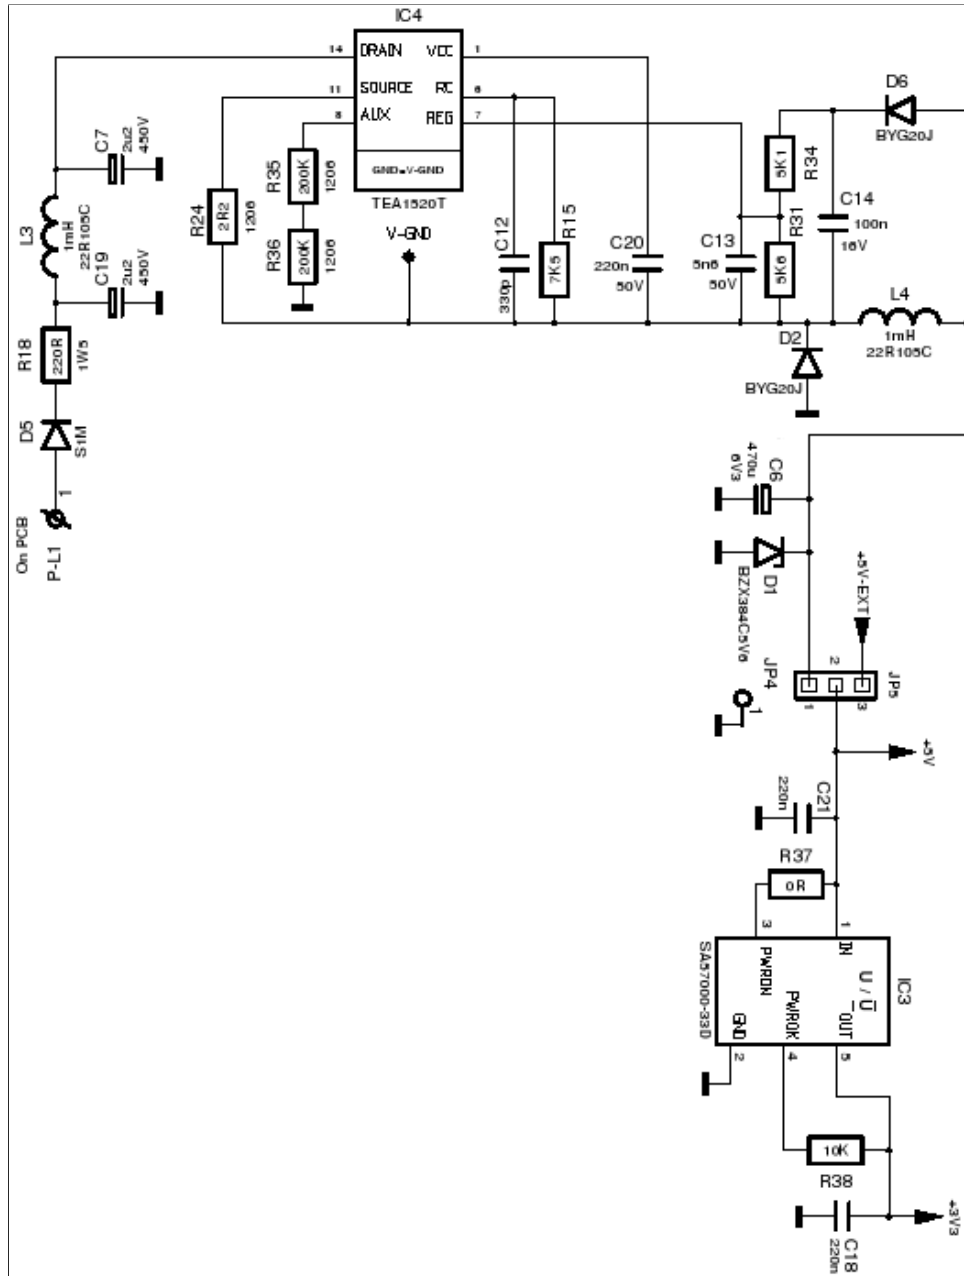 IC4
14 DRAIN VCC 1
11 SOURCE RC 6
8 AUX REG 7
GND=V-GND
TEA1520T
V-GND
C7
2u2
450V
L3
1mH
22R105C
C19
2u2
450V
R18
220R
1W5
D5
S1M
1
P-L1
On PCB
R24
2R2
1206
R35
200K
1206
R36
200K
1206
C12
330p
R15
7K5
C20
220n
50V
C13
5n6
50V
R34
5K1
R31
5K6
D6
BYG20J
C14
100n
16V
L4
1mH
22R105C
D2
BYG20J
C6
470u
6V3
D1
BZX384C5V6
+5V-EXT
JP5
1
2
3
JP4
1
+5V
C21
220n
R37
0R
3 PWRON
1 IN
U / U
IC3
SA57000-33D
GND 2
PWROK 4
OUT 5
10K
R38
+3V3
C18
220n